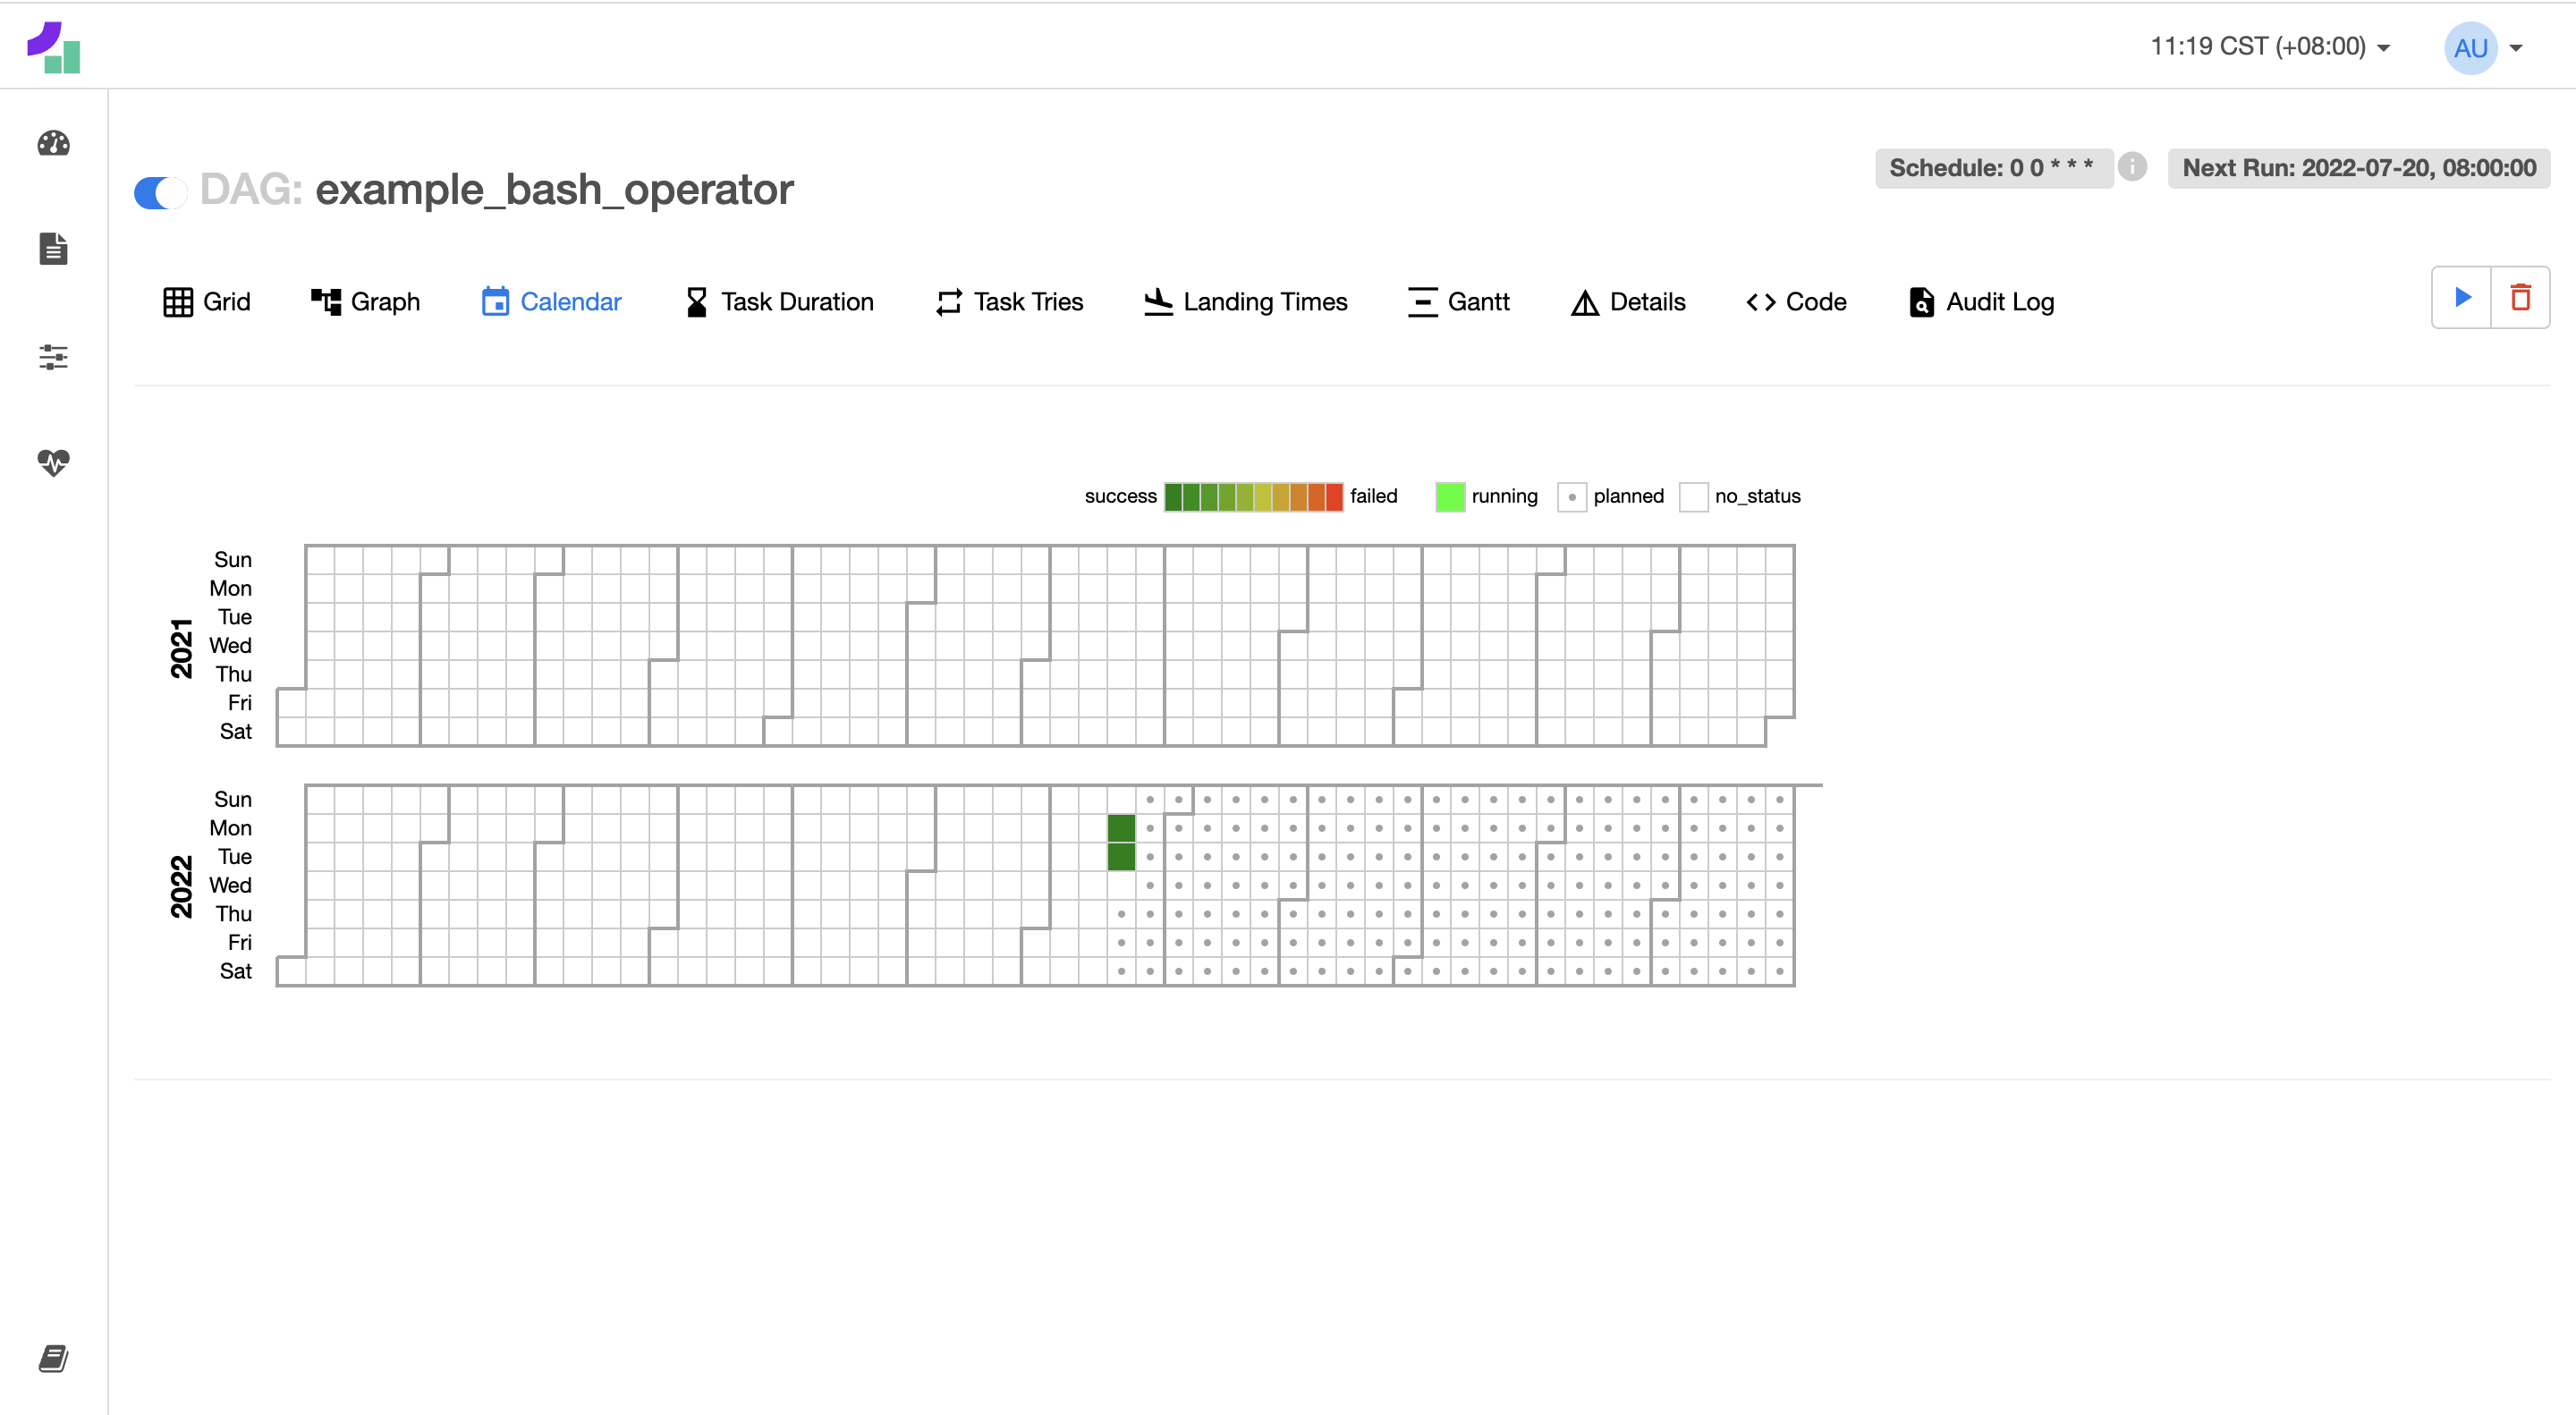 11:19 CST (+08:00)
AU
DAG: example_bash_operator
Schedule: 0 0 * * *
i
Next Run: 2022-07-20, 08:00:00
Grid
Graph
Calendar
Task Duration
Task Tries
Landing Times
Gantt
Details
Code
Audit Log
success
failed
running
planned
no_status
2021
Sun
Mon
Tue
Wed
Thu
Fri
Sat
2022
Sun
Mon
Tue
Wed
Thu
Fri
Sat